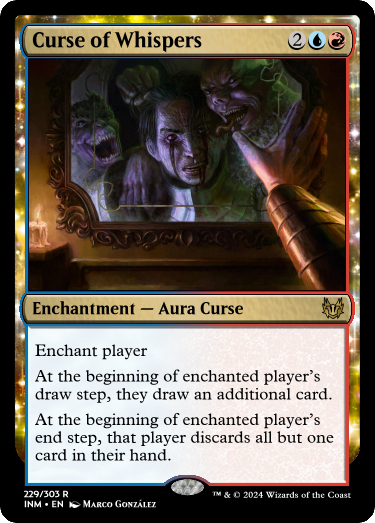 Curse of Whispers 2
Enchantment — Aura Curse
Enchant player
At the beginning of enchanted player's
draw step, they draw an additional card.
At the beginning of enchanted player's
end step, that player discards all but one
card in their hand.
229/303 R
INM • EN Marco González
™ & © 2024 Wizards of the Coast